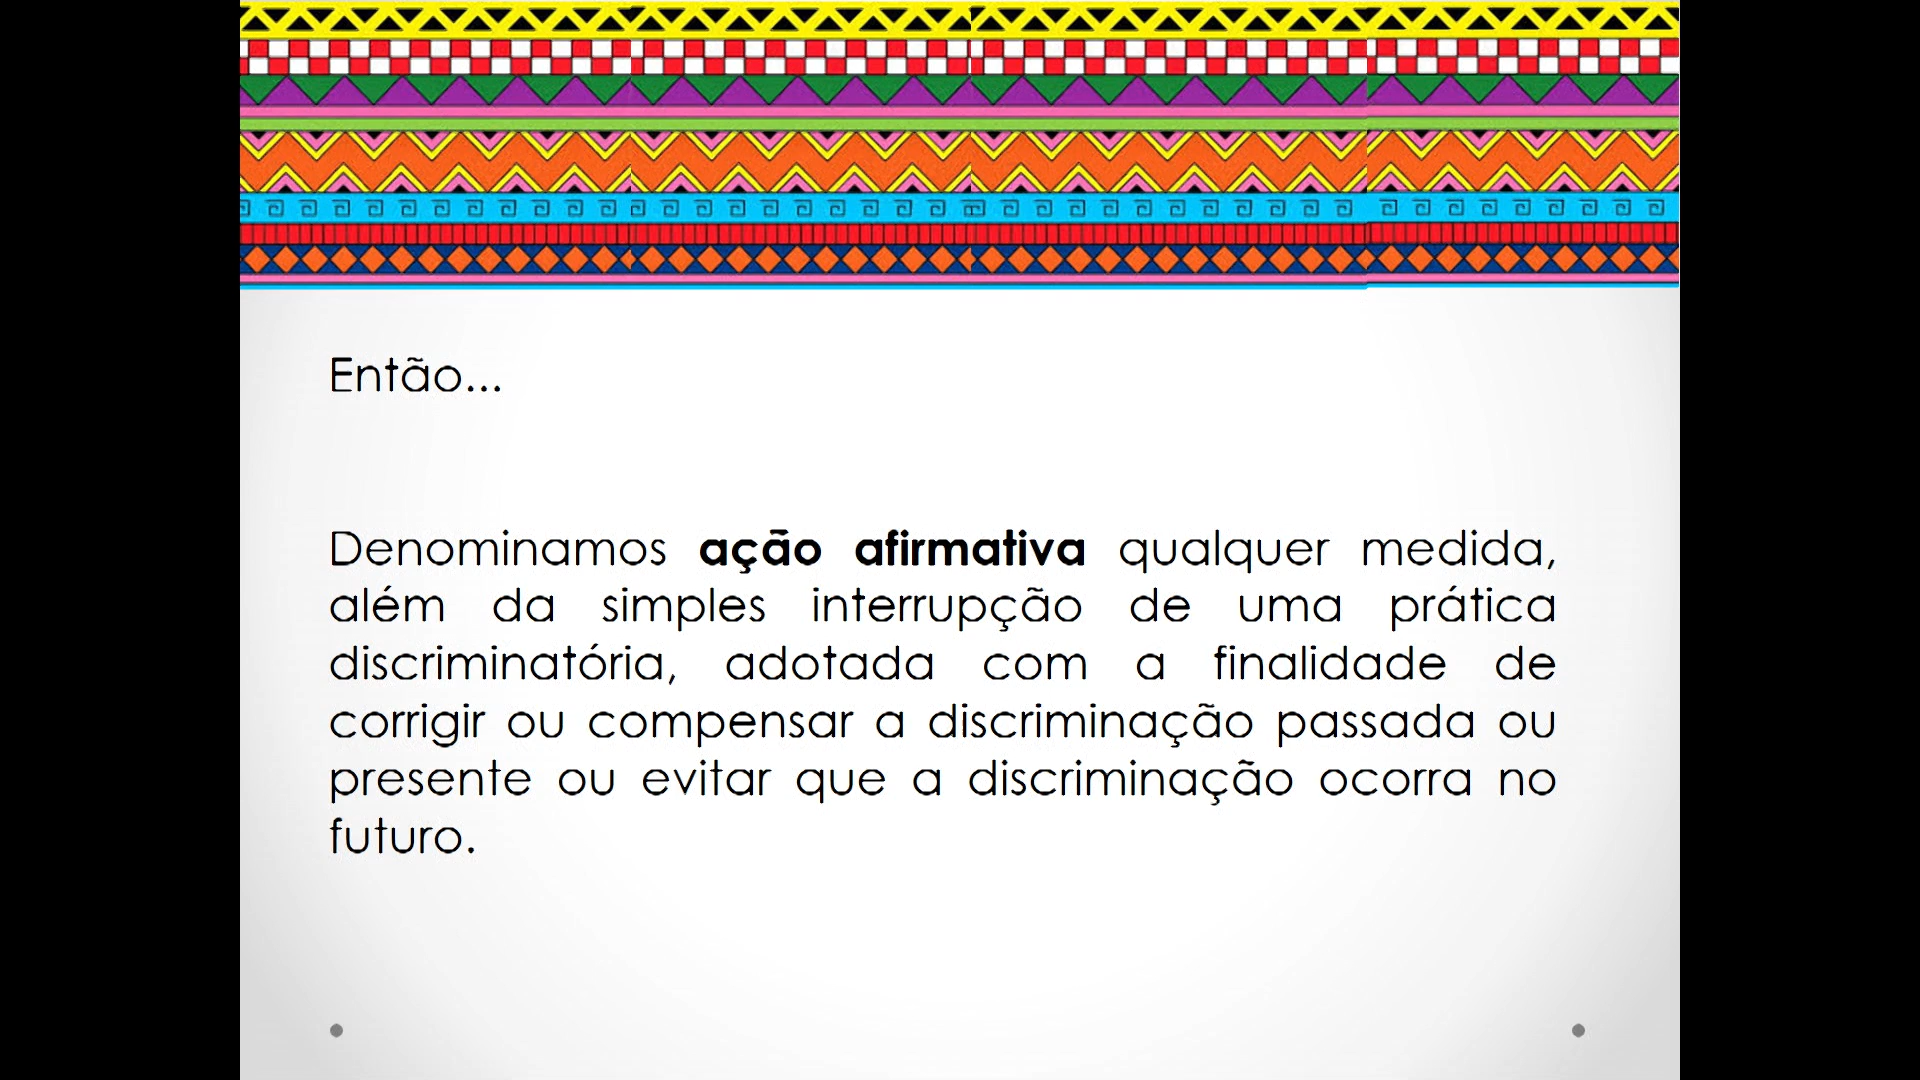 Então...
Denominamos ação afirmativa qualquer medida,
além da simples interrupção de uma prática
discriminatória, adotada com a finalidade de
corrigir ou compensar a discriminação passada ou
presente ou evitar que a discriminação ocorra no
futuro.